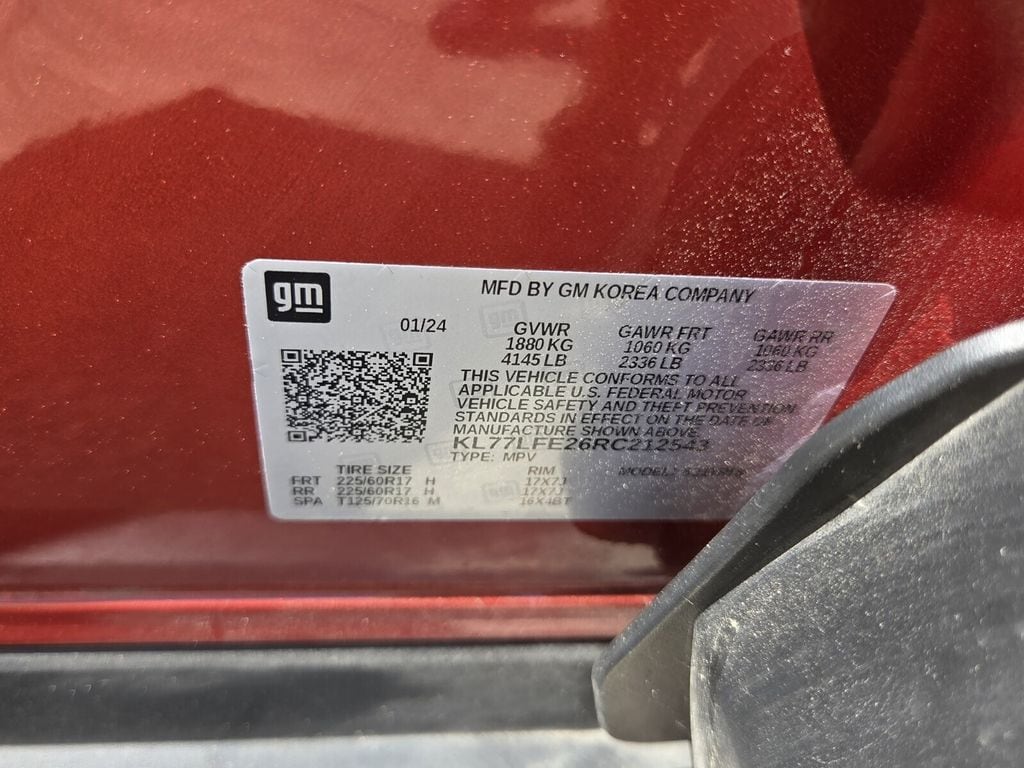 gm
MFD BY GM KOREA COMPANY
01/24 GVWR GAWR FRT GAWR RR
1880 KG 1060 KG 1060 KG
4145 LB 2336 LB 2336 LB
THIS VEHICLE CONFORMS TO ALL
APPLICABLE U.S. FEDERAL MOTOR
VEHICLE SAFETY AND THEFT PREVENTION
STANDARDS IN EFFECT ON THE DATE OF
MANUFACTURE SHOWN ABOVE.
KL77LFE26RC212543
TYPE: MPV
TIRE SIZE RIM MODEL:
FRT 225/60R17 H 17X7J
RR 225/60R17 H 17X7J
SPA T125/70R16 M 16X4BT